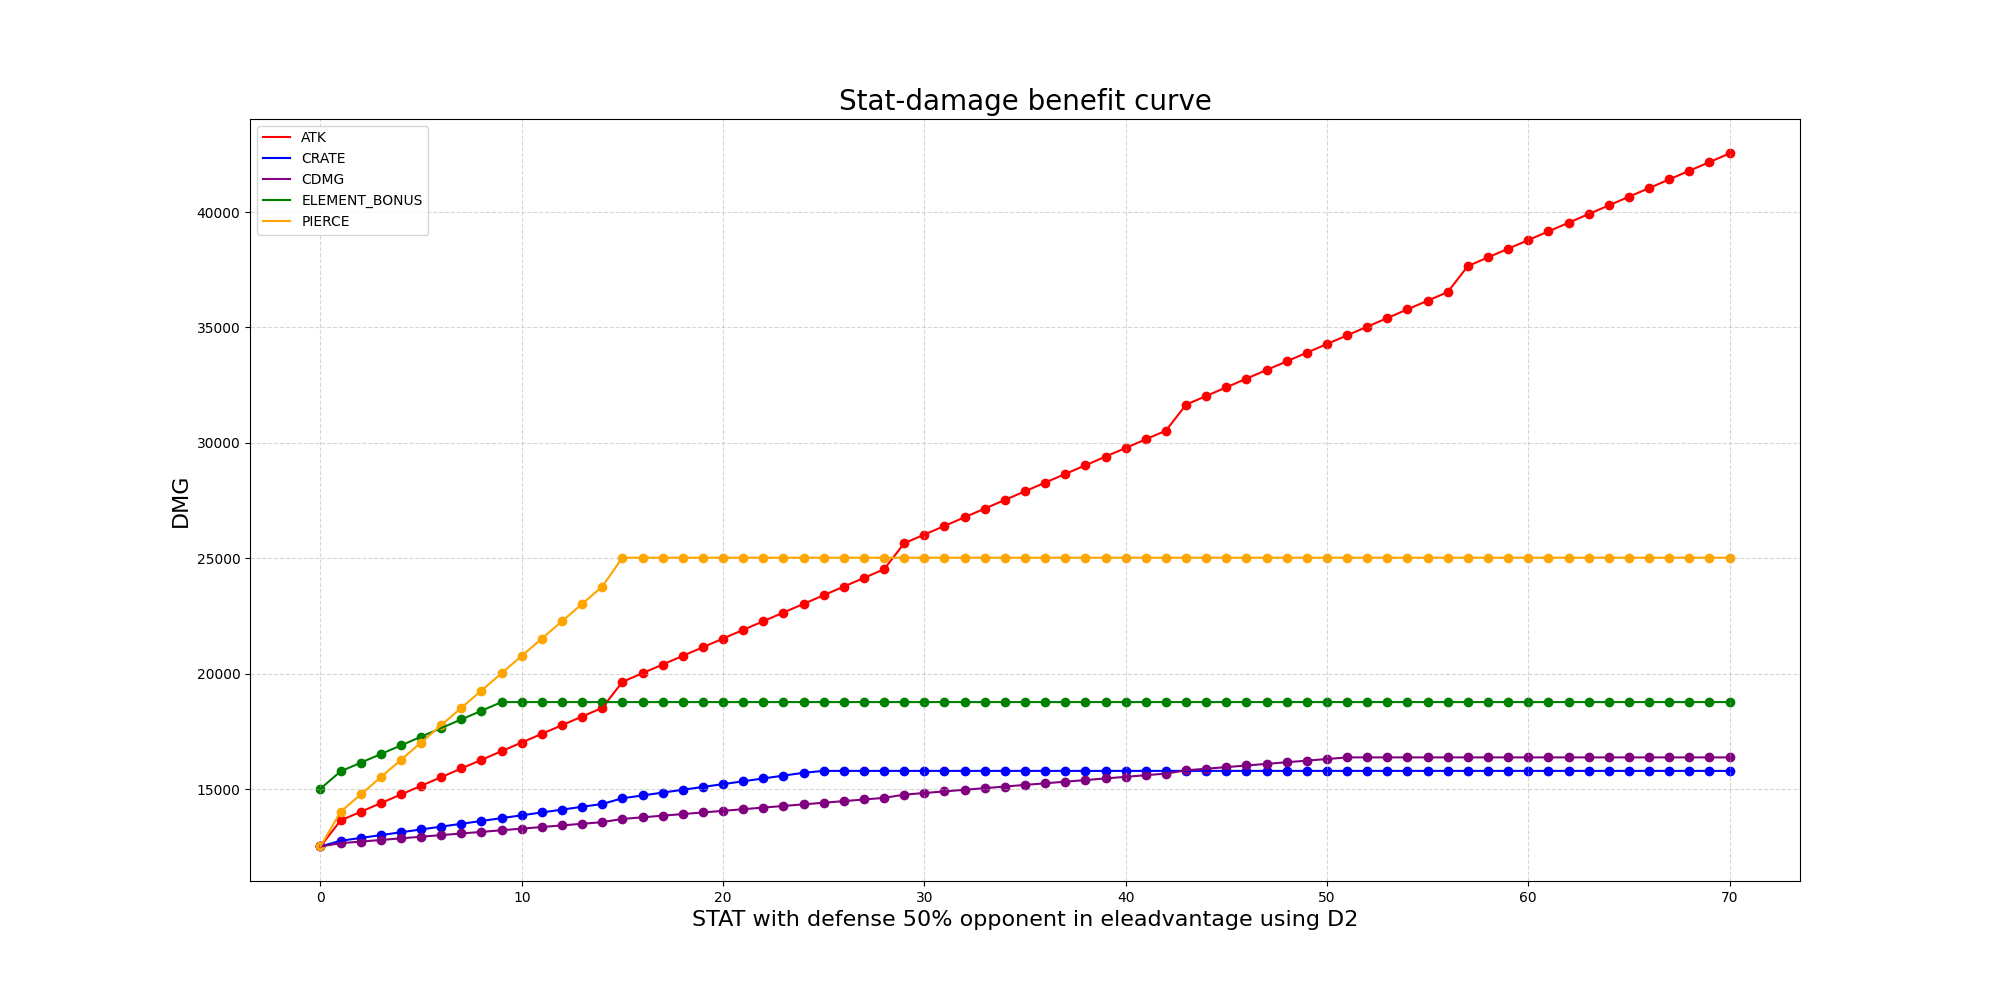 Stat-damage benefit curve
ATK
CRATE
CDMG
ELEMENT_BONUS
PIERCE
40000
35000
30000
25000
20000
15000
DMG
0 10 20 30 40 50 60 70
STAT with defense 50% opponent in eleadvantage using D2